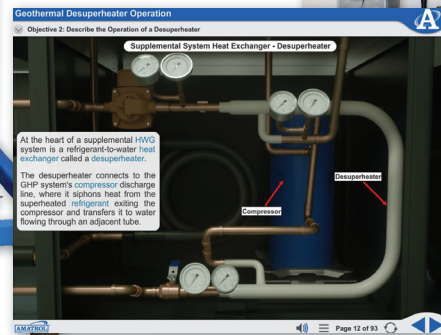 Geothermal Desuperheater Operation
Objective 2: Describe the Operation of a Desuperheater
A
Supplemental System Heat Exchanger - Desuperheater
At the heart of a supplemental HWG
system is a refrigerant-to-water heat
exchanger called a desuperheater.
The desuperheater connects to the
GHP system's compressor discharge
line, where it siphons heat from the
superheated refrigerant exiting the
compressor and transfers it to water
flowing through an adjacent tube.
Desuperheater
Compressor
AMATROL
Page 12 of 93